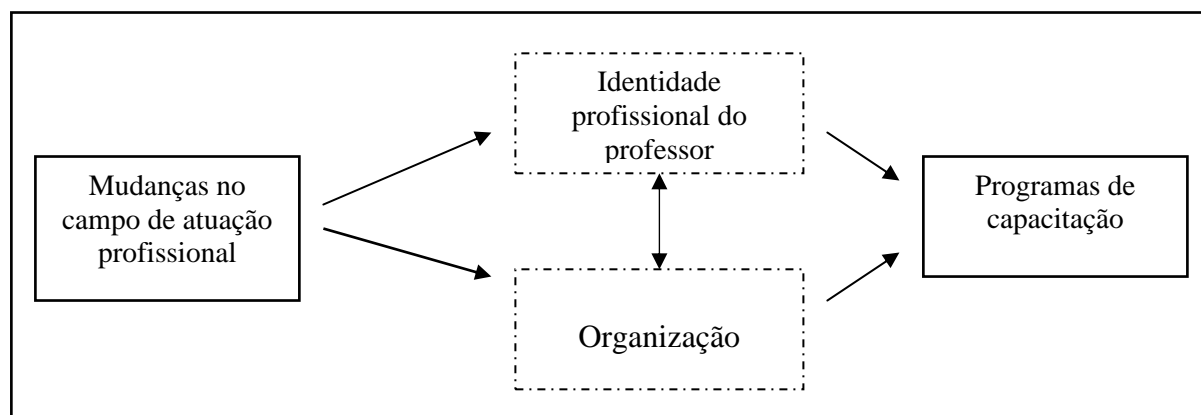 Identidade
profissional do
professor
Mudanças no
campo de atuação
profissional
Programas de
capacitação
Organização